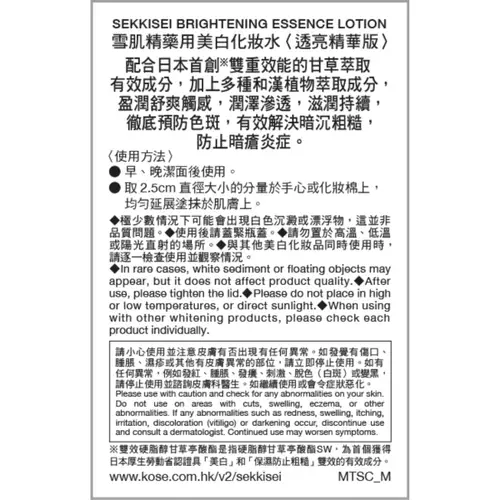 SEKKISEI BRIGHTENING ESSENCE LOTION
雪肌精藥用美白化妝水〈透亮精華版〉
配合日本首創※雙重效能的甘草萃取
有效成分，加上多種和漢植物萃取成分，
盈潤舒爽觸感，潤澤滲透，滋潤持續，
徹底預防色斑，有效解決暗沉粗糙，
防止暗瘡炎症。
〈使用方法〉
●早、晚潔面後使用。
●取 2.5cm 直徑大小的分量於手心或化妝棉上，
均勻延展塗抹於肌膚上。
◆極少數情況下可能會出現白色沉澱或漂浮物，這並非
品質問題。◆使用後請蓋緊瓶蓋。◆請勿置於高溫、低溫
或陽光直射的場所。◆與其他美白化妝品同時使用時，
請逐一檢查使用並觀察情況。
◆In rare cases, white sediment or floating objects may
appear, but it does not affect product quality.◆After
use, please tighten the lid.◆Please do not place in high
or low temperatures, or direct sunlight.◆When using
with other whitening products, please check each
product individually.
請小心使用並注意皮膚有否出現有任何異常。如發覺有傷口、
腫脹、濕疹或其他有皮膚異常的部位，請立即停止使用。如有
任何異常，例如發紅、腫脹、發癢、刺激、脫色（白斑）或變黑，
請停止使用並諮詢皮膚科醫生。如繼續使用或會令症狀惡化。
Please use with caution and check for any abnormalities on your skin.
Do not use on areas with cuts, swelling, eczema, or other
abnormalities. If any abnormalities such as redness, swelling, itching,
irritation, discoloration (vitiligo) or darkening occur, discontinue use
and consult a dermatologist. Continued use may worsen symptoms.
※雙效硬脂醇甘草亭酸酯是指硬脂醇甘草亭酸酯SW，為首個獲得
日本厚生勞動省認證具「美白」和「保濕防止粗糙」雙效的有效成分。
www.kose.com.hk/v2/sekkisei MTSC_M